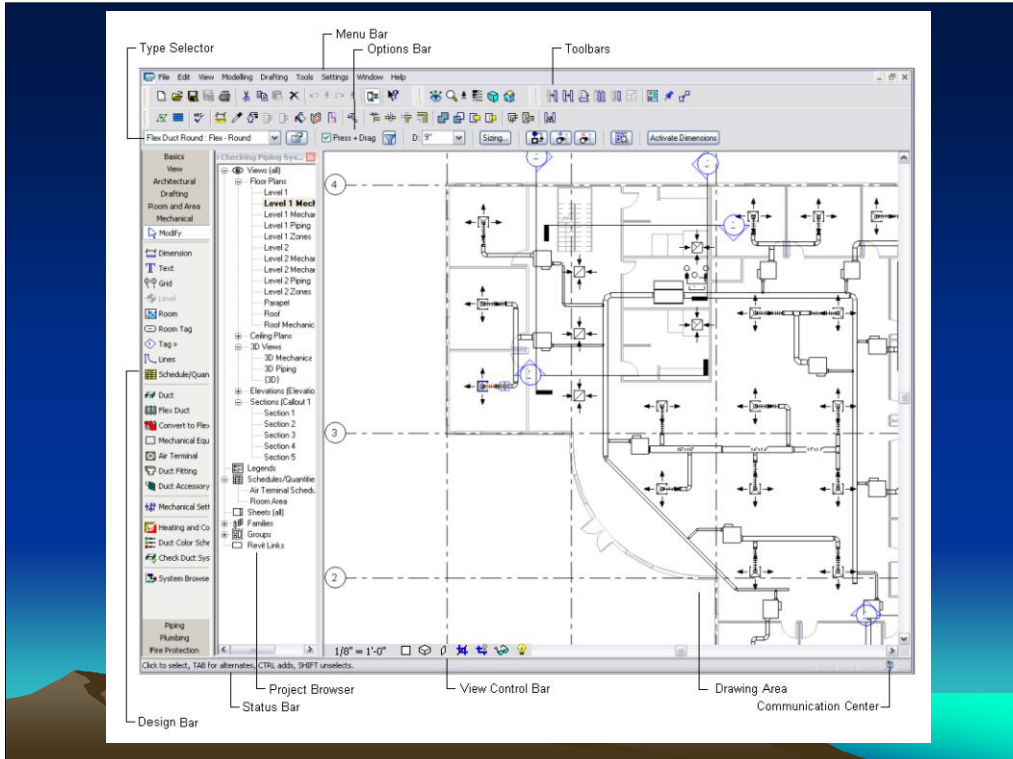 Menu Bar
Type Selector
Options Bar
Toolbars
File Edit View Modelling Drafting Tools Settings Window Help
Flex Duct Round : Flex - Round
Press + Drag
D: 9"
Sizing...
Activate Dimensions
Basics
View
Architectural
Drafting
Room and Area
Mechanical
Modify
Dimension
Text
Grid
Level
Room
Room Tag
Tag »
Lines
Schedule/Quan
Duct
Flex Duct
Convert to Flex
Mechanical Equ
Air Terminal
Duct Fitting
Duct Accessory
Mechanical Sett
Heating and Co
Duct Color Sche
Check Duct Sys
System Browse
Piping
Plumbing
Fire Protection
Checking Piping Sys...
Views (all)
Floor Plans
Level 1
Level 1 Mech
Level 1 Mechar
Level 1 Piping
Level 1 Zones
Level 2
Level 2 Mechar
Level 2 Mechar
Level 2 Piping
Level 2 Zones
Parapet
Roof
Roof Mechanic
Ceiling Plans
3D Views
3D Mechanica
3D Piping
{3D}
Elevations (Elevatio
Sections (Callout 1
Section 1
Section 2
Section 3
Section 4
Section 5
Legends
Schedules/Quantitie
Air Terminal Schedu
Room Area
Sheets (all)
Families
Groups
Revit Links
4
3
2
1/8" = 1'-0"
Click to select, TAB for alternates, CTRL adds, SHIFT unselects.
Project Browser
View Control Bar
Drawing Area
Status Bar
Communication Center
Design Bar